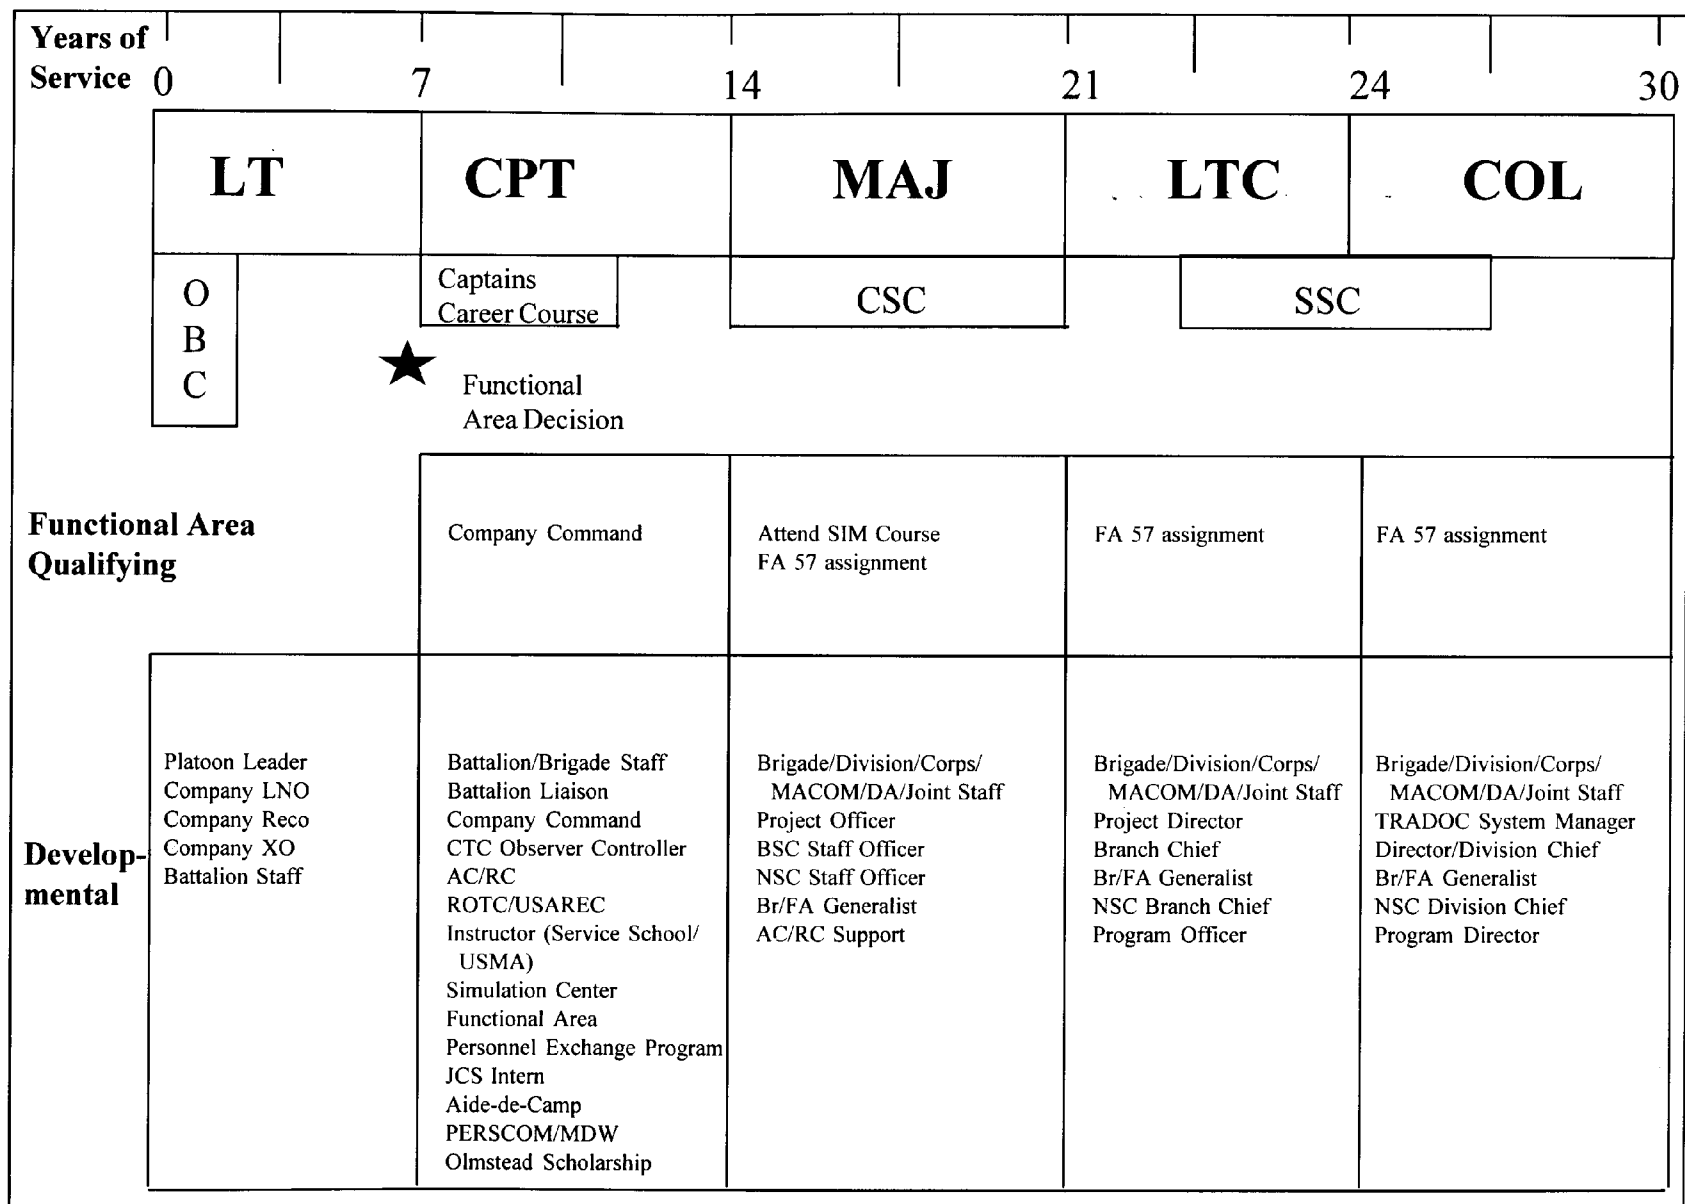 Years of
Service 0 7 14 21 24 30
LT CPT MAJ LTC COL
O
B
C
Captains
Career Course
CSC
SSC
Functional
Area Decision
Functional Area
Qualifying
Company Command
Attend SIM Course
FA 57 assignment
FA 57 assignment
FA 57 assignment
Develop-
mental
Platoon Leader
Company LNO
Company Reco
Company XO
Battalion Staff
Battalion/Brigade Staff
Battalion Liaison
Company Command
CTC Observer Controller
AC/RC
ROTC/USAREC
Instructor (Service School/
USMA)
Simulation Center
Functional Area
Personnel Exchange Program
JCS Intern
Aide-de-Camp
PERSCOM/MDW
Olmstead Scholarship
Brigade/Division/Corps/
MACOM/DA/Joint Staff
Project Officer
BSC Staff Officer
NSC Staff Officer
Br/FA Generalist
AC/RC Support
Brigade/Division/Corps/
MACOM/DA/Joint Staff
Project Director
Branch Chief
Br/FA Generalist
NSC Branch Chief
Program Officer
Brigade/Division/Corps/
MACOM/DA/Joint Staff
TRADOC System Manager
Director/Division Chief
Br/FA Generalist
NSC Division Chief
Program Director